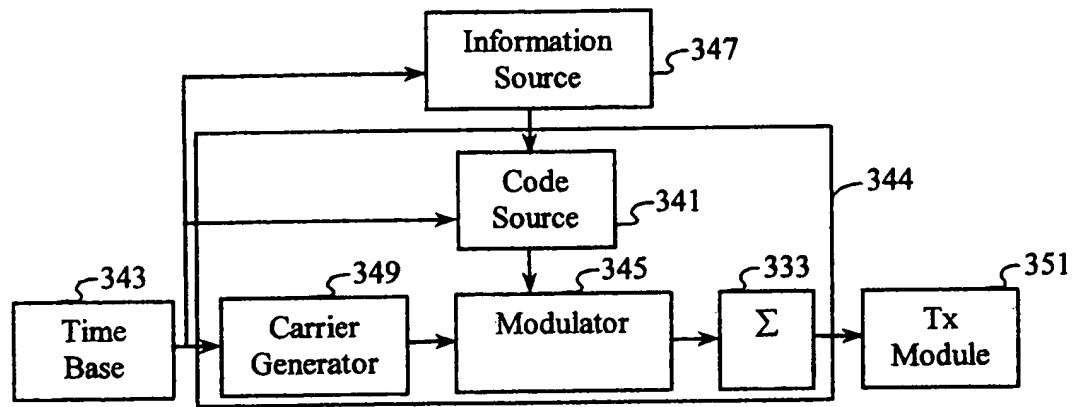 Information
Source
347
Code
Source
341
344
343
Time
Base
349
Carrier
Generator
345
Modulator
333
Σ
351
Tx
Module